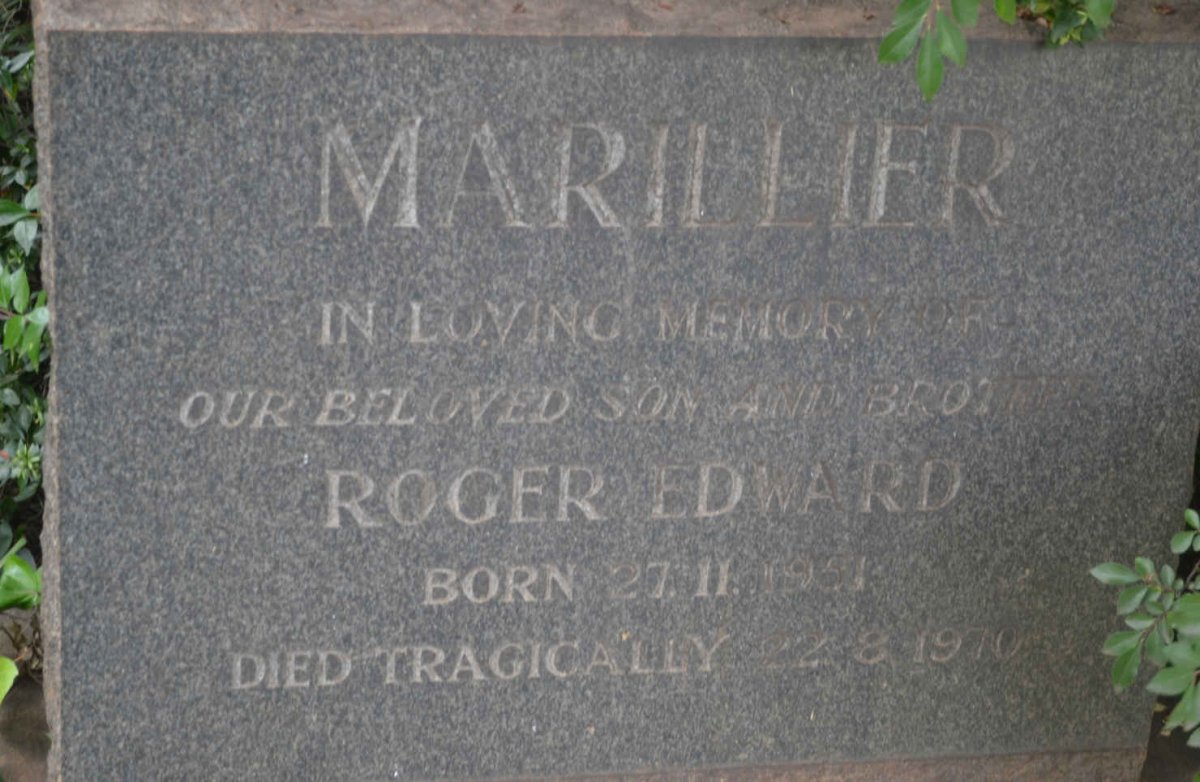 MARILLIER
IN LOVING MEMORY OF
OUR BELOVED SON AND BROTHER
ROGER EDWARD
BORN 27.11.1951
DIED TRAGICALLY 22.8.1970